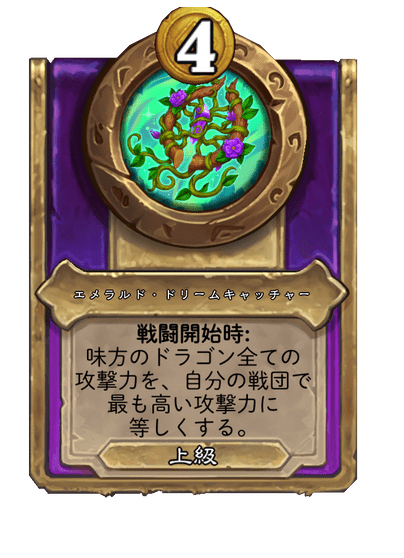 4
エメラルド・ドリームキャッチャー
戦闘開始時:
味方のドラゴン全ての
攻撃力を、自分の戦団で
最も高い攻撃力に
等しくする。
上級